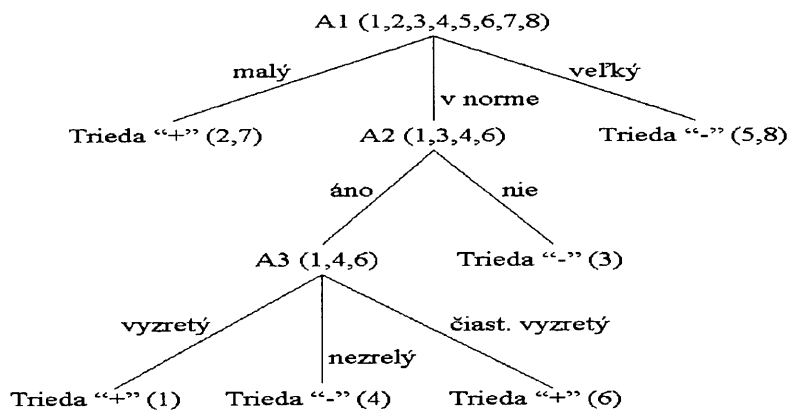 A1 (1,2,3,4,5,6,7,8)
malý
v norme
veľký
Trieda “+” (2,7)
A2 (1,3,4,6)
Trieda “-” (5,8)
áno
nie
A3 (1,4,6)
Trieda “-” (3)
vyzretý
nezrelý
čiast. vyzretý
Trieda “+” (1)
Trieda “-” (4)
Trieda “+” (6)